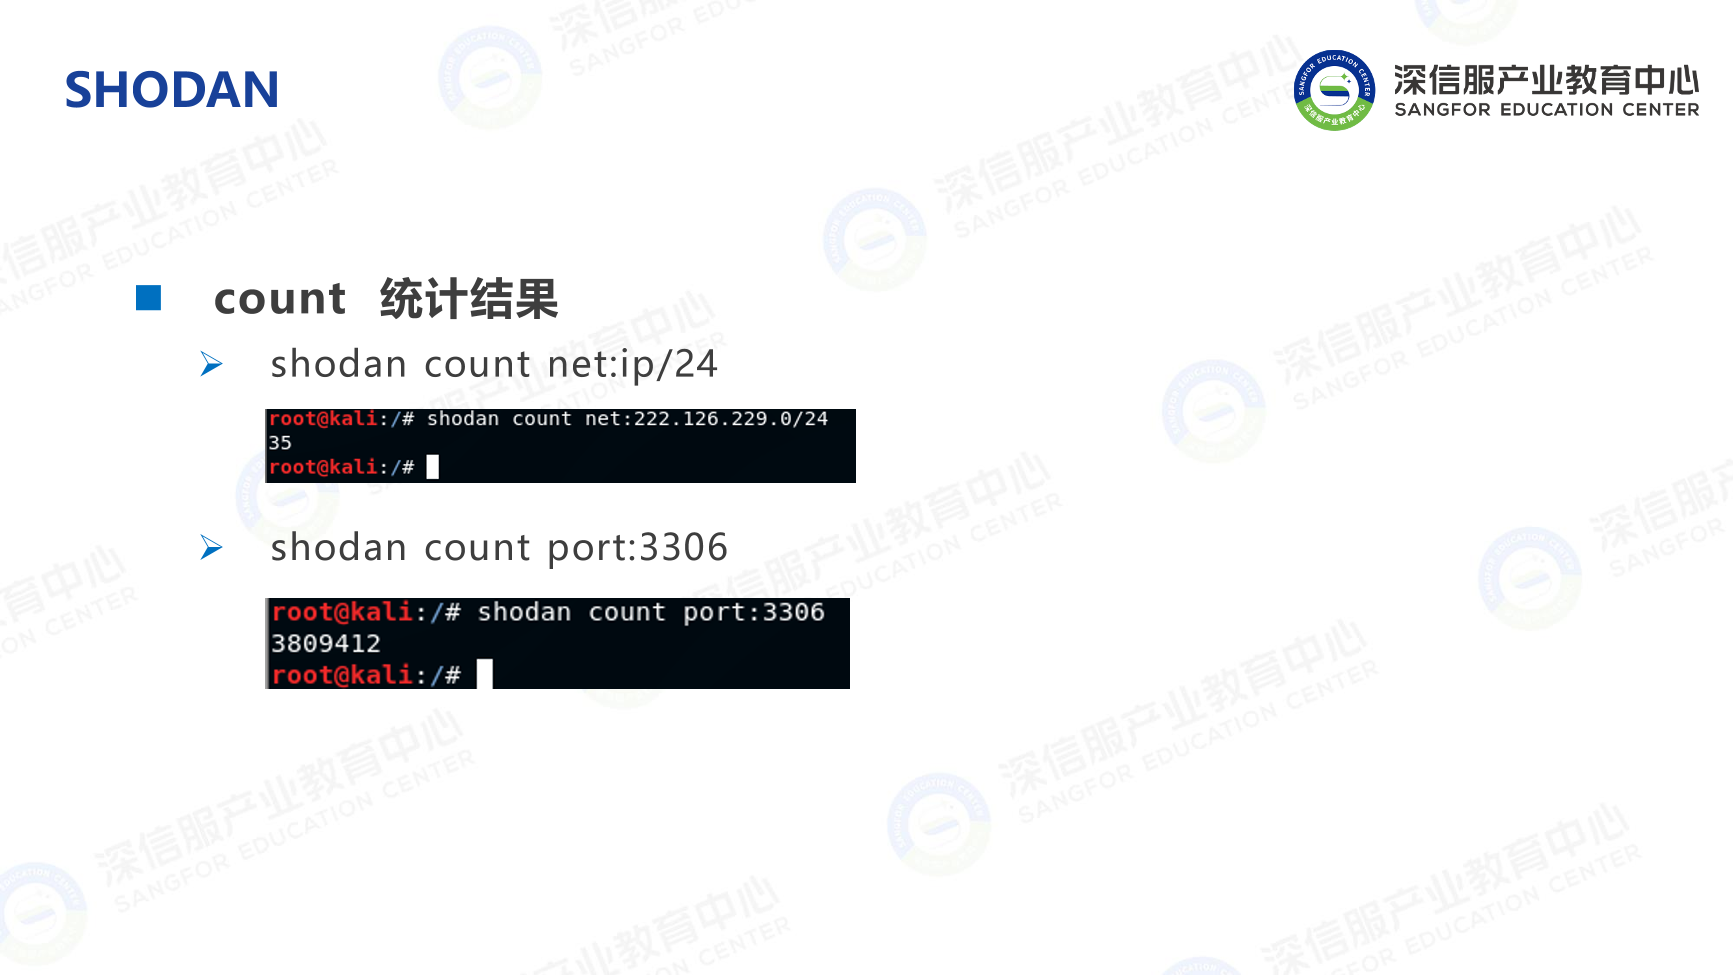 SHODAN
深信服产业教育中心
SANGFOR EDUCATION CENTER
count 统计结果
shodan count net:ip/24
root@kali:/# shodan count net:222.126.229.0/24
35
root@kali:/#
shodan count port:3306
root@kali:/# shodan count port:3306
3809412
root@kali:/#